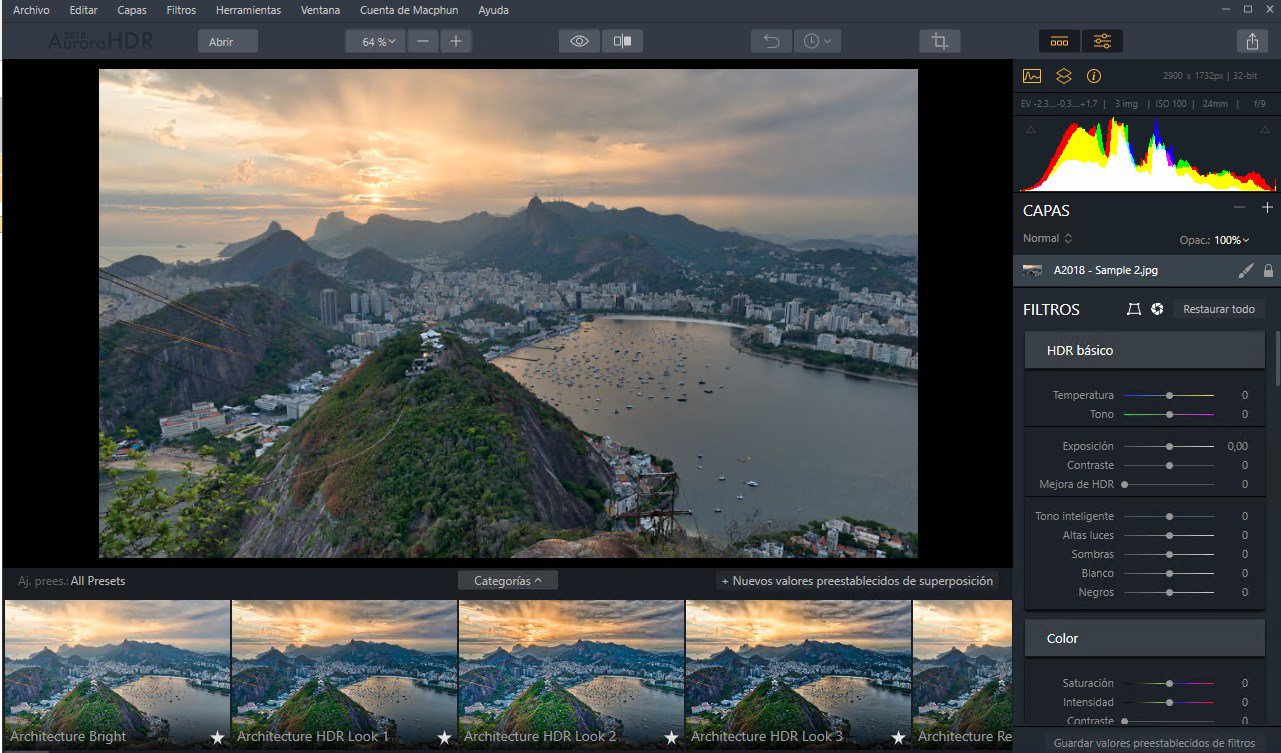 Archivo Editar Capas Filtros Herramientas Ventana Cuenta de Macphun Ayuda
2018
AuroraHDR Abrir 64 %
2900 x 1732px | 32-bit
EV -2,3...-0,3...+1,7 | 3 img | ISO 100 | 24mm | f/9
CAPAS
Normal Opac.: 100%
A2018 - Sample 2.jpg
FILTROS Restaurar todo
HDR básico
Temperatura 0
Tono 0
Exposición 0,00
Contraste 0
Mejora de HDR 0
Tono inteligente 0
Altas luces 0
Sombras 0
Blanco 0
Negros 0
Color
Saturación 0
Intensidad 0
Contraste 0
Guardar valores preestablecidos de filtros
Aj. prees.: All Presets Categorías + Nuevos valores preestablecidos de superposición
Architecture Bright Architecture HDR Look 1 Architecture HDR Look 2 Architecture HDR Look 3 Architecture Re